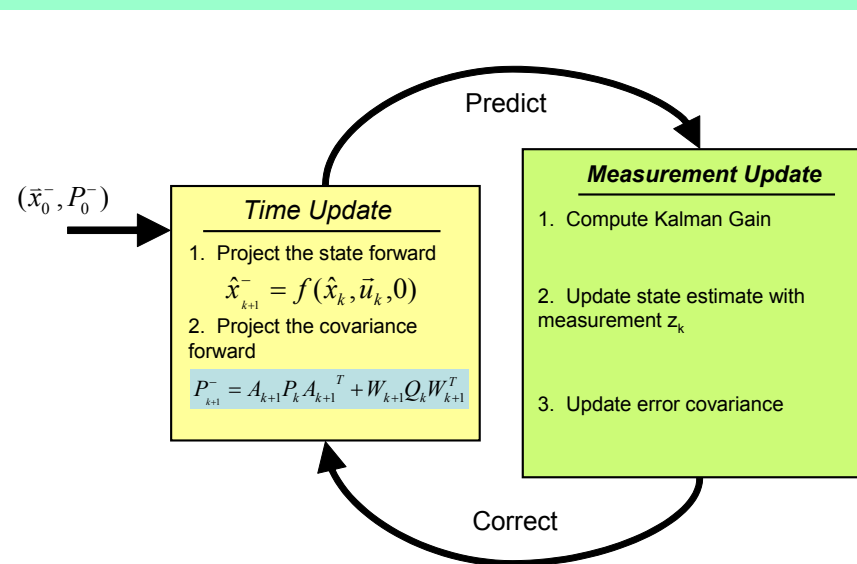 Predict
(x⃗₀⁻, P₀⁻)
Time Update
1. Project the state forward
x̂⁻ₖ₊₁ = f(x̂ₖ, u⃗ₖ, 0)
2. Project the covariance
forward
P⁻ₖ₊₁ = Aₖ₊₁PₖAₖ₊₁ᵀ + Wₖ₊₁QₖWᵀₖ₊₁
Measurement Update
1. Compute Kalman Gain
2. Update state estimate with
measurement zₖ
3. Update error covariance
Correct